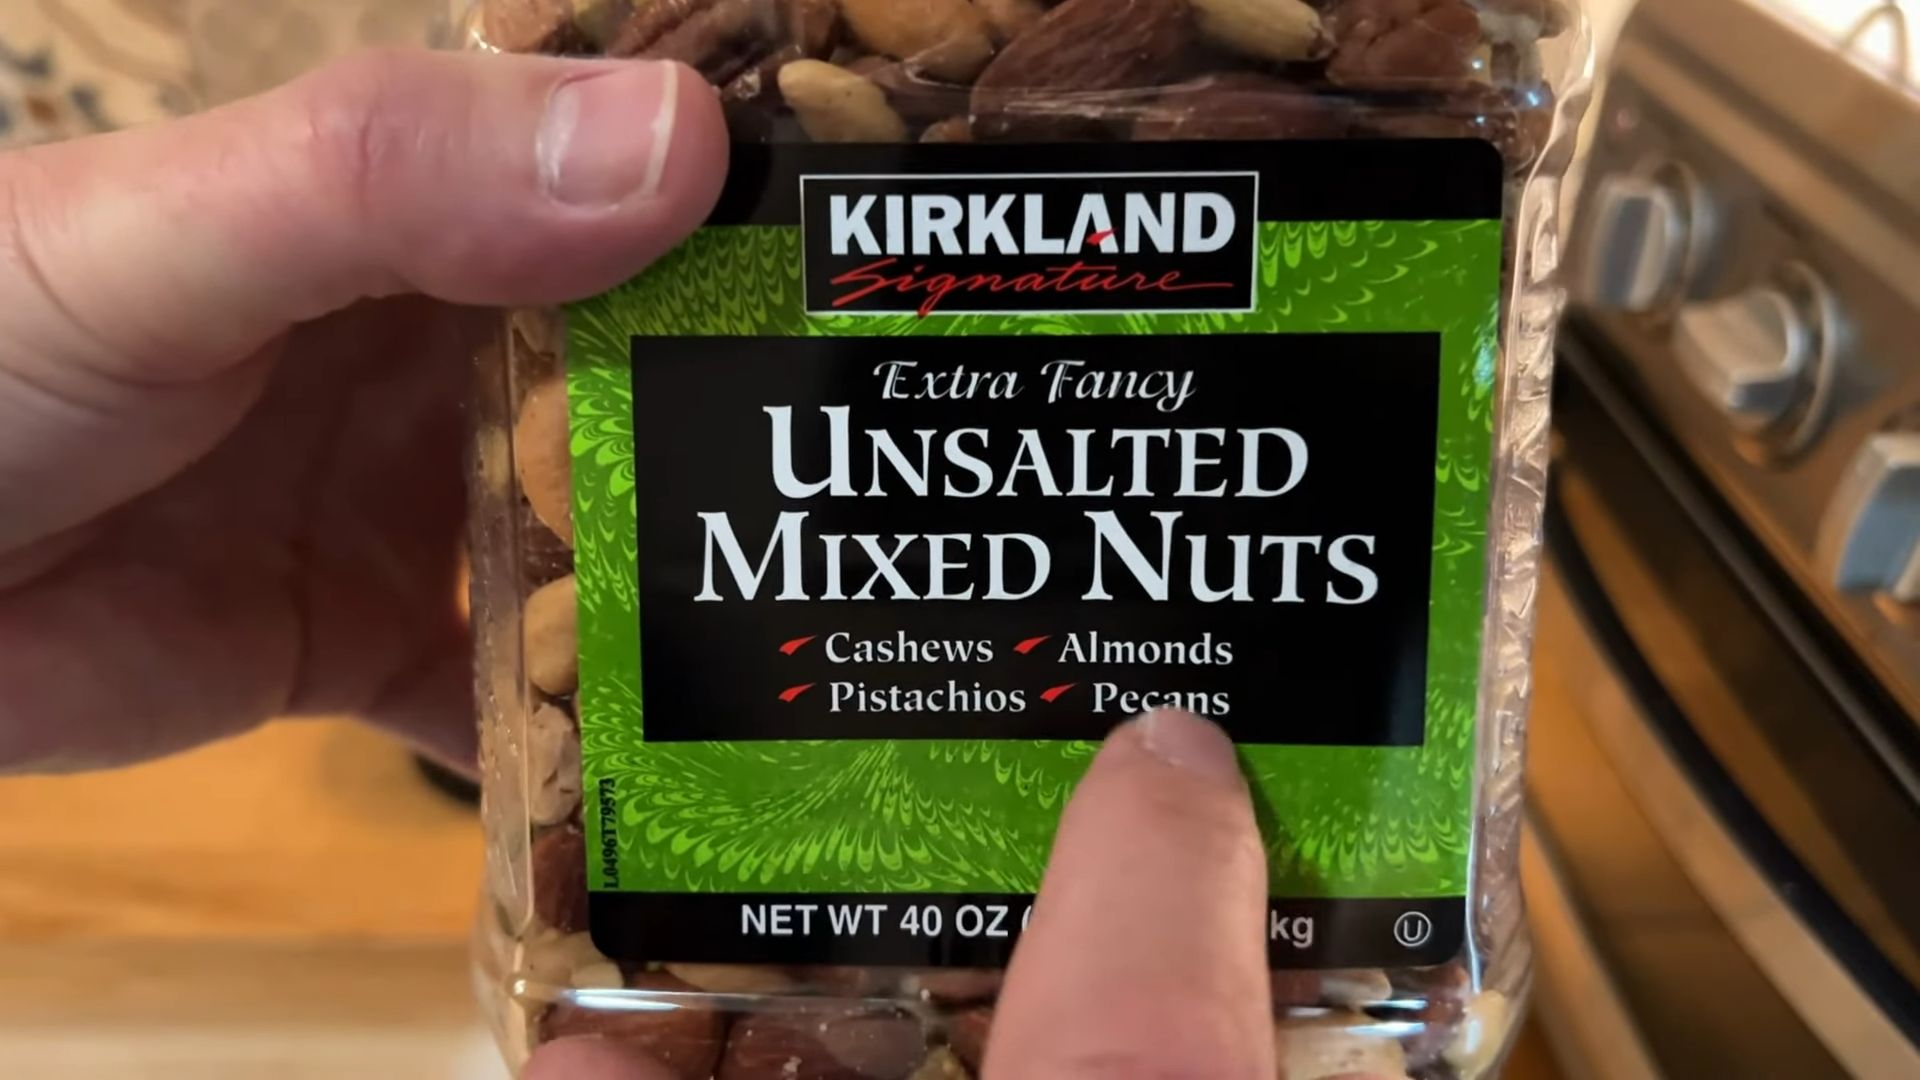 KIRKLAND
Signature
Extra Fancy
UNSALTED
MIXED NUTS
Cashews Almonds
Pistachios Pecans
L0496T79573
NET WT 40 OZ ( kg
U